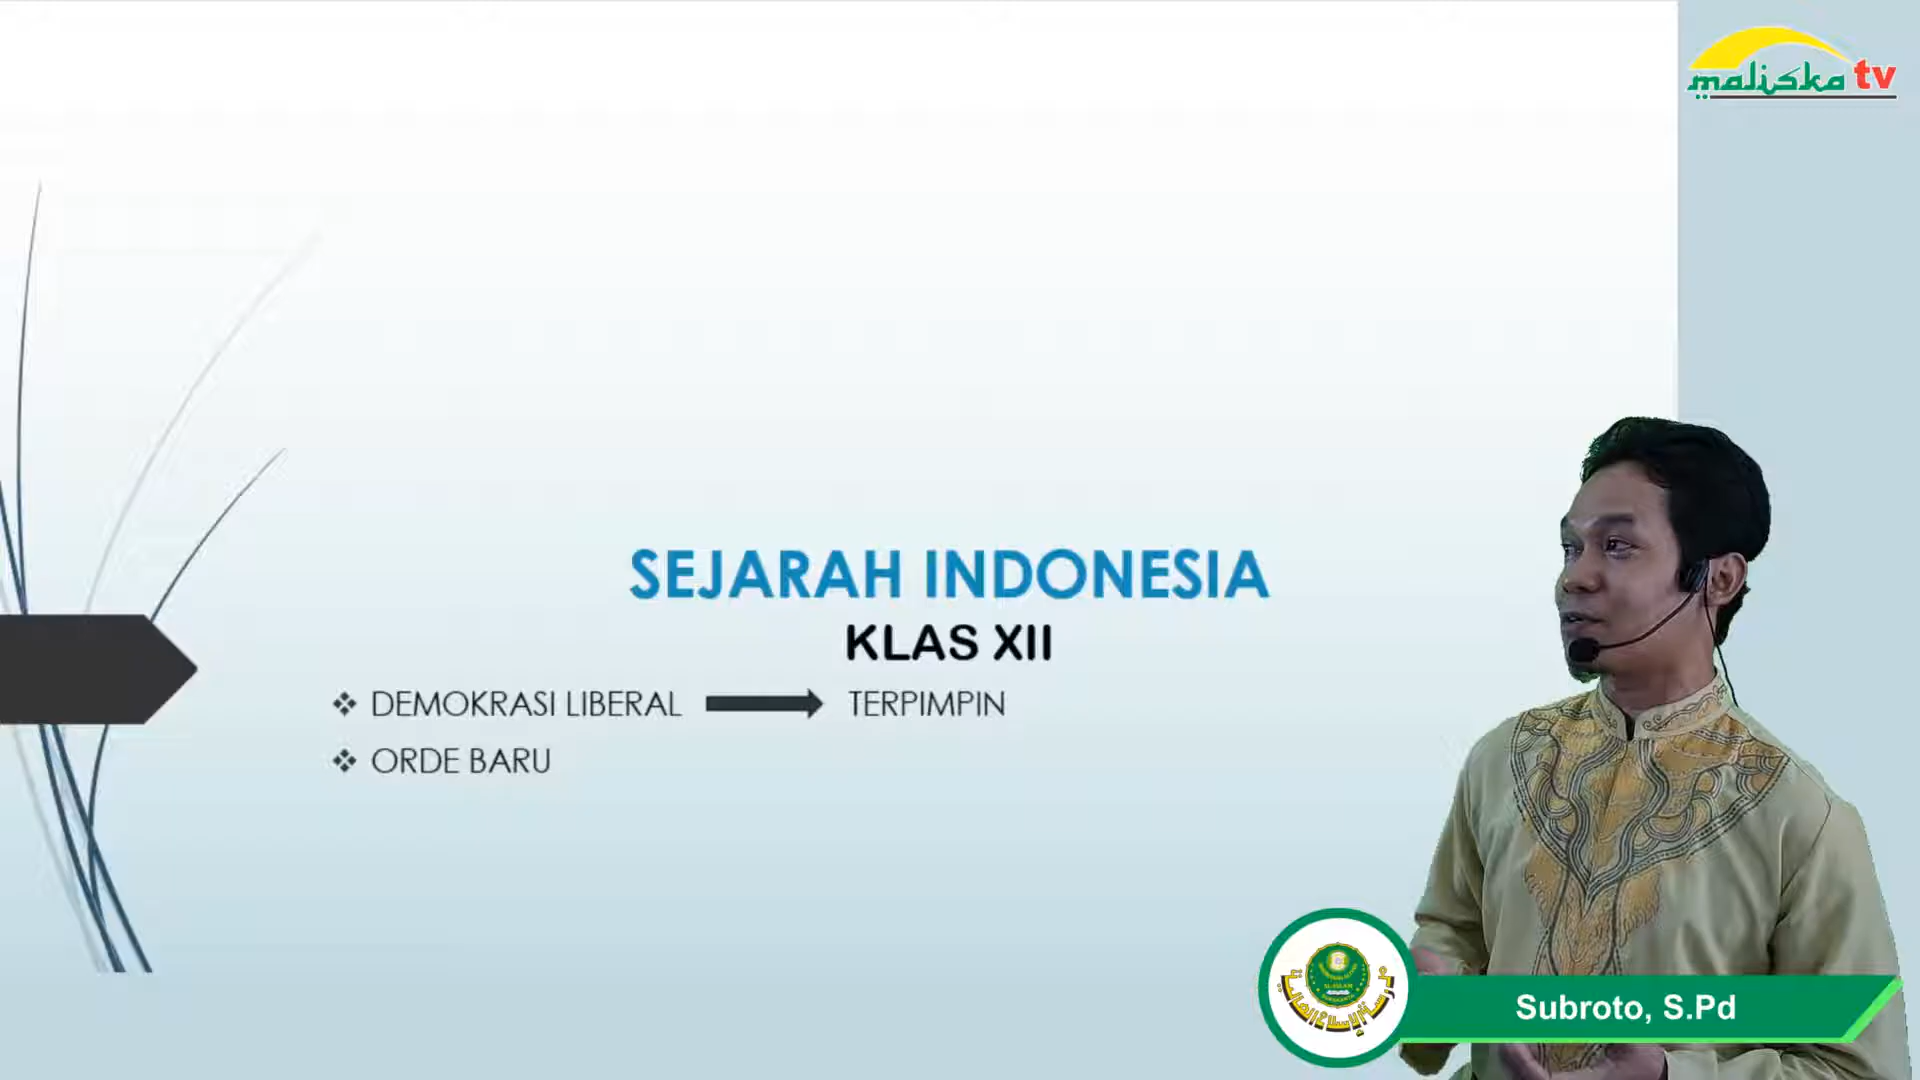 maliska tv
SEJARAH INDONESIA
KLAS XII
DEMOKRASI LIBERAL TERPIMPIN
ORDE BARU
Subroto, S.Pd